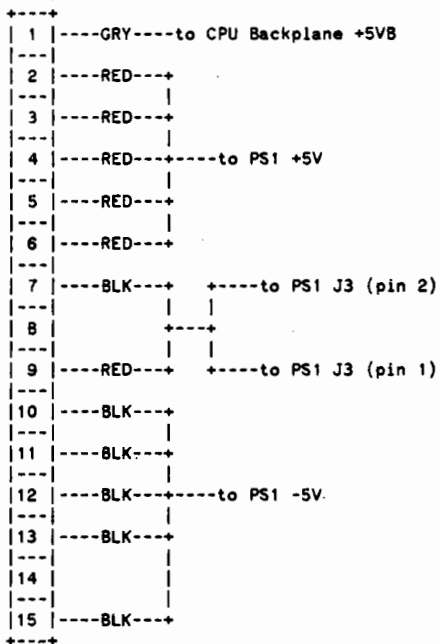 +----+
| 1 |----GRY----to CPU Backplane +5VB
|---|
| 2 |----RED---+
|---| |
| 3 |----RED---+
|---| |
| 4 |----RED---+-----to PS1 +5V
|---| |
| 5 |----RED---+
|---| |
| 6 |----RED---+
|---|
| 7 |----BLK---+ +----to PS1 J3 (pin 2)
|---| | |
| 8 | +----+
|---| | |
| 9 |----RED---+ +----to PS1 J3 (pin 1)
|---|
|10 |----BLK---+
|---| |
|11 |----BLK---+
|---| |
|12 |----BLK---+-----to PS1 -5V
|---| |
|13 |----BLK---+
|---| |
|14 | |
|---| |
|15 |----BLK---+
+----+